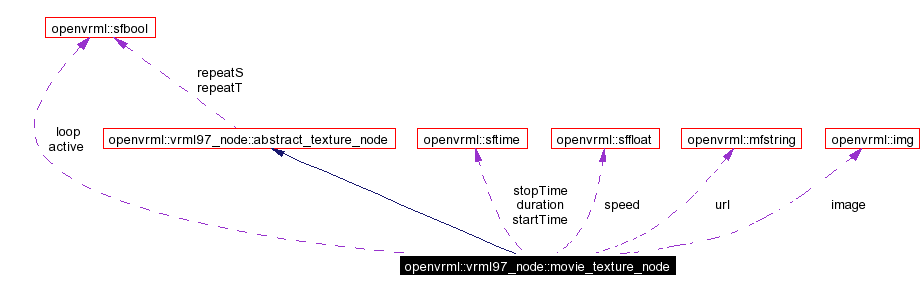 openvrml::sfbool
repeatS
repeatT
loop
active
openvrml::vrml97_node::abstract_texture_node
openvrml::sftime
openvrml::sffloat
openvrml::mfstring
openvrml::img
stopTime
duration
startTime
speed
url
image
openvrml::vrml97_node::movie_texture_node